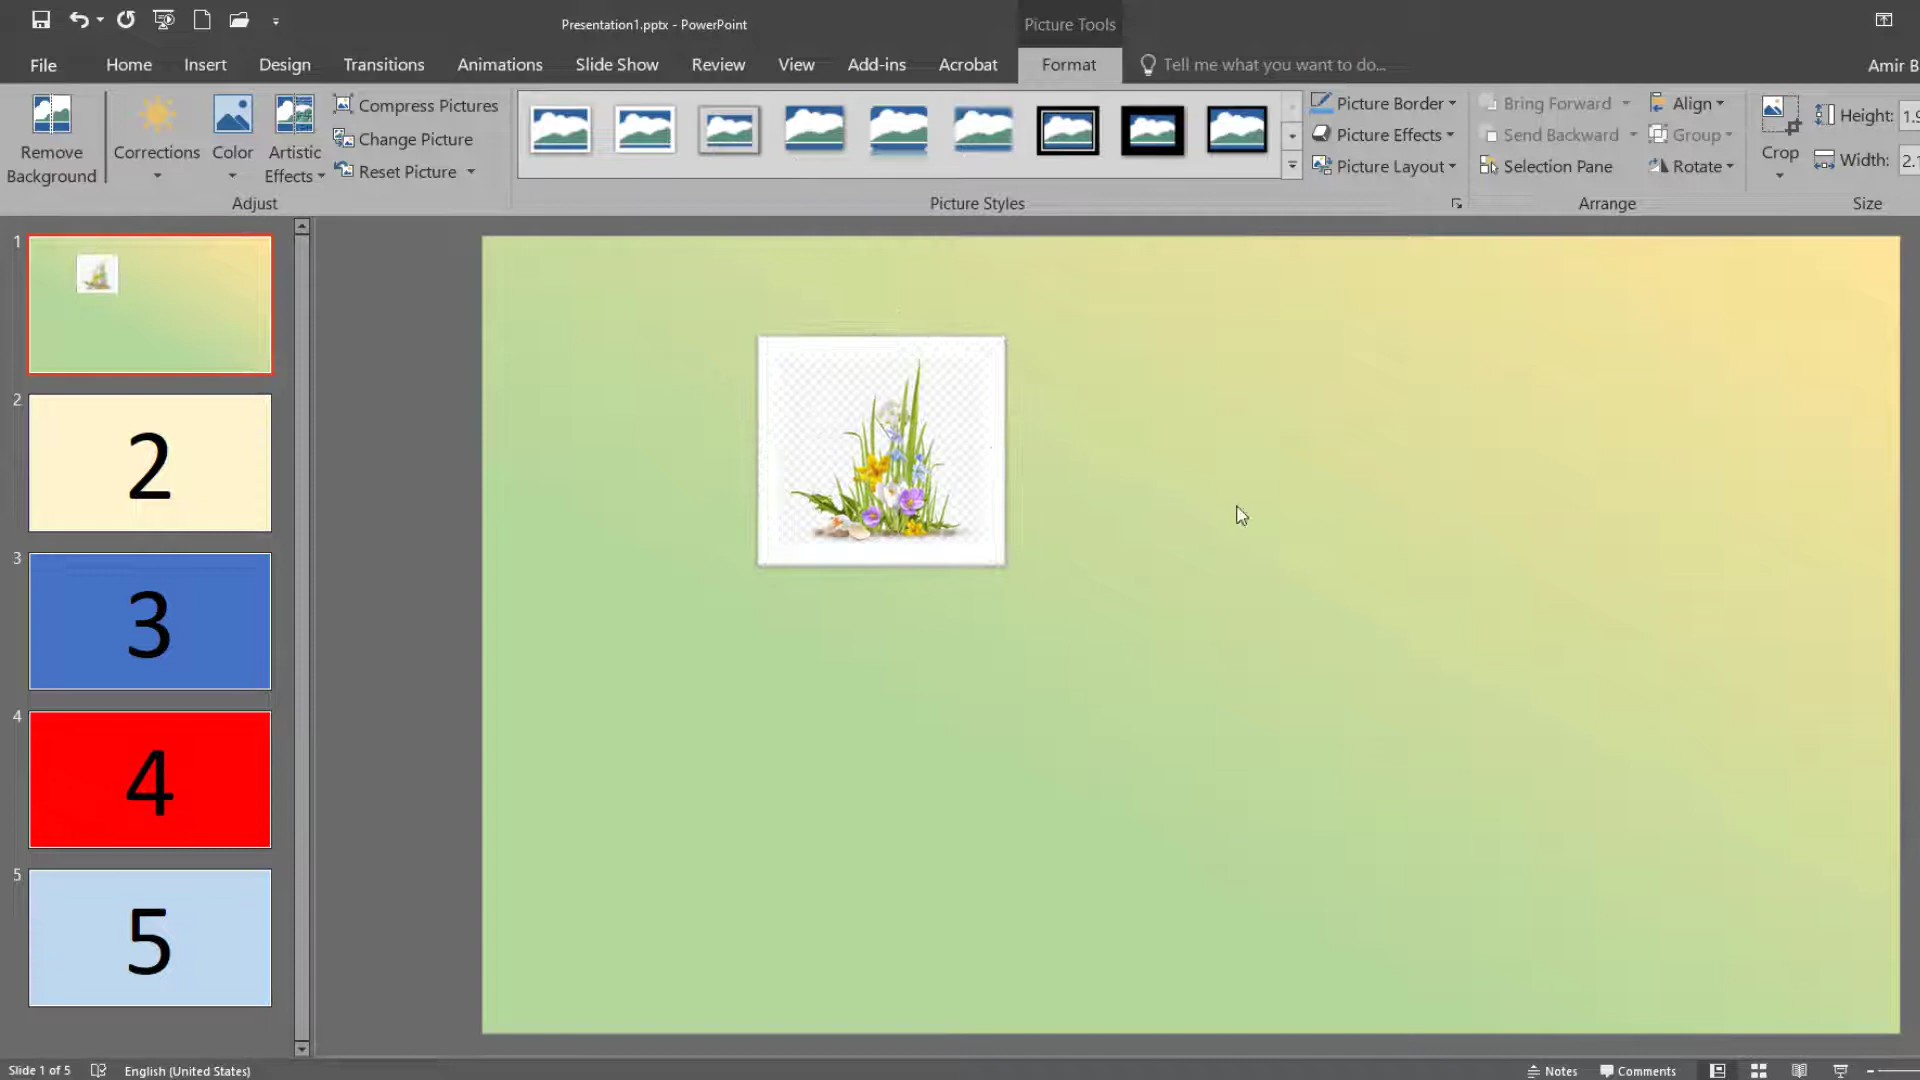 Presentation1.pptx - PowerPoint
Picture Tools
File Home Insert Design Transitions Animations Slide Show Review View Add-ins Acrobat Format Tell me what you want to do...
Amir B
Remove Background
Corrections
Color
Artistic Effects
Compress Pictures
Change Picture
Reset Picture
Adjust
Picture Styles
Picture Border
Picture Effects
Picture Layout
Bring Forward
Send Backward
Selection Pane
Align
Group
Rotate
Arrange
Crop
Height: 1.9
Width:
Size
1
2
2
3
3
4
4
5
5
Slide 1 of 5 English (United States)
Notes Comments